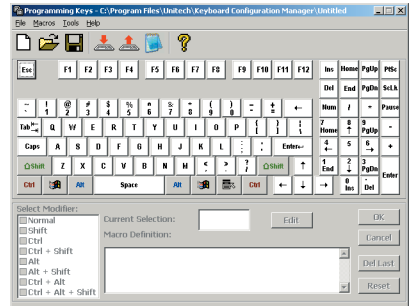 Programming Keys - C:\Program Files\Unitech\Keyboard Configuration Manager\Untitled
File Macros Tools Help
Esc F1 F2 F3 F4 F5 F6 F7 F8 F9 F10 F11 F12 Ins Home PgUp PtSc
Del End PgDn ScLk
~ ` ! 1 @ 2 # 3 $ 4 % 5 ^ 6 & 7 * 8 ( 9 ) 0 _ - + = ← Num / * Pause
Tab Q W E R T Y U I O P { [ } ] | \ 7 Home 8 ↑ 9 PgUp -
Caps A S D F G H J K L : ; " ' Enter↵ 4 ← 5 6 → +
⇧Shift Z X C V B N M < , > . ? / ⇧Shift ↑ 1 End 2 ↓ 3 PgDn Enter
Ctrl Alt Space Alt Ctrl ← ↓ → 0 Ins . Del
Select Modifier:
Normal
Shift
Ctrl
Ctrl + Shift
Alt
Alt + Shift
Ctrl + Alt
Ctrl + Alt + Shift
Current Selection:
Edit
Macro Definition:
OK
Cancel
Del Last
Reset